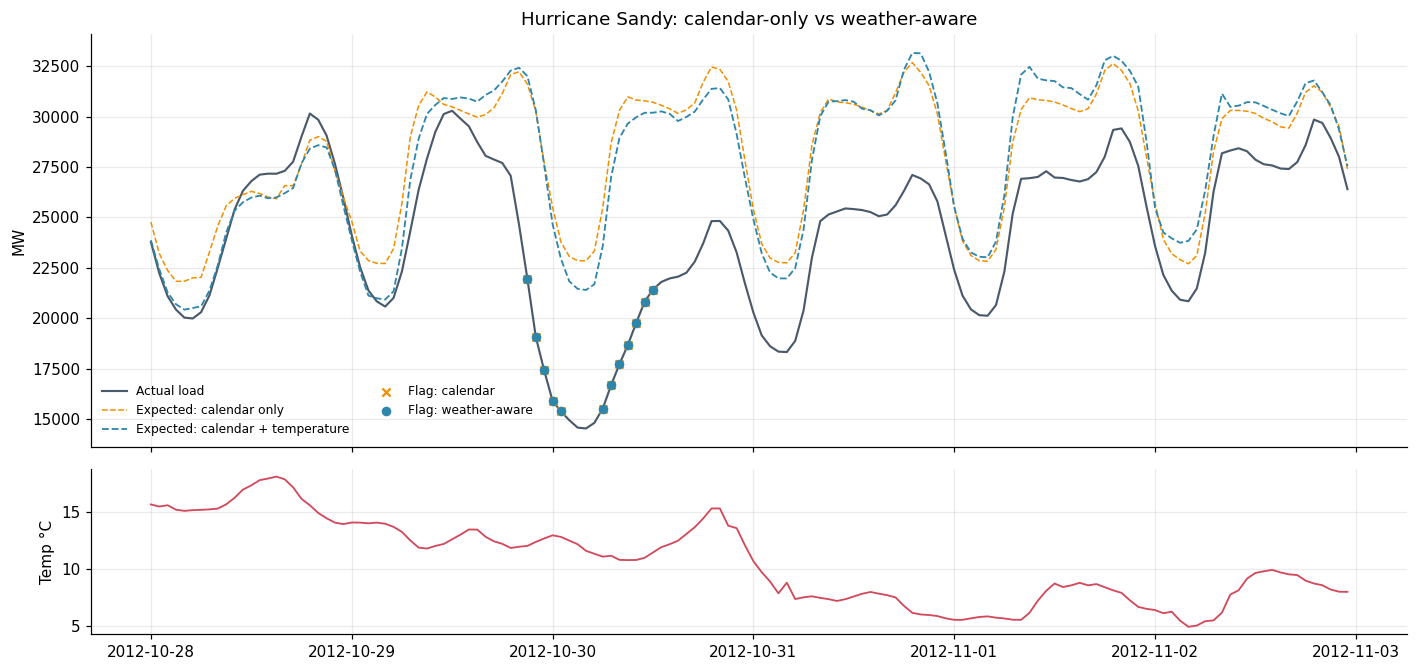 Hurricane Sandy: calendar-only vs weather-aware
32500
30000
27500
25000
22500
20000
17500
15000
MW
Actual load
Expected: calendar only
Expected: calendar + temperature
Flag: calendar
Flag: weather-aware
15
10
5
Temp °C
2012-10-28
2012-10-29
2012-10-30
2012-10-31
2012-11-01
2012-11-02
2012-11-03